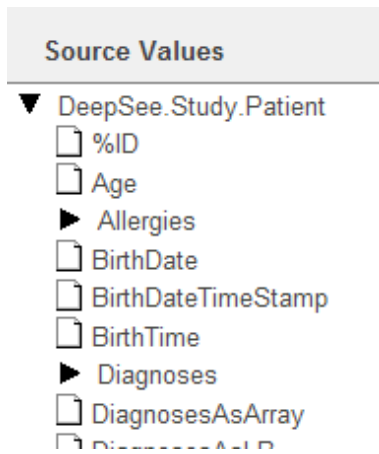 Source Values
DeepSee.Study.Patient
%ID
Age
Allergies
BirthDate
BirthDateTimeStamp
BirthTime
Diagnoses
DiagnosesAsArray